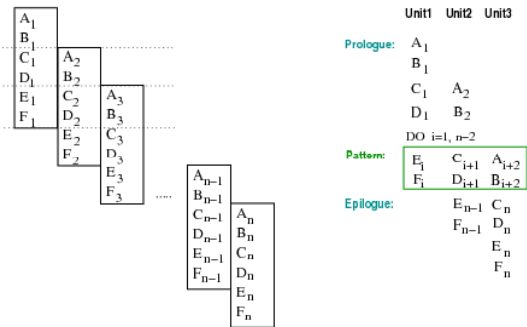 A1
B1
C1
D1
E1
F1
A2
B2
C2
D2
E2
F2
A3
B3
C3
D3
E3
F3
.....
An−1
Bn−1
Cn−1
Dn−1
En−1
Fn−1
An
Bn
Cn
Dn
En
Fn
Unit1 Unit2 Unit3
Prologue: A1
B1
C1 A2
D1 B2
DO i=1, n−2
Pattern: Ei Ci+1 Ai+2
Fi Di+1 Bi+2
Epilogue: En−1 Cn
Fn−1 Dn
En
Fn